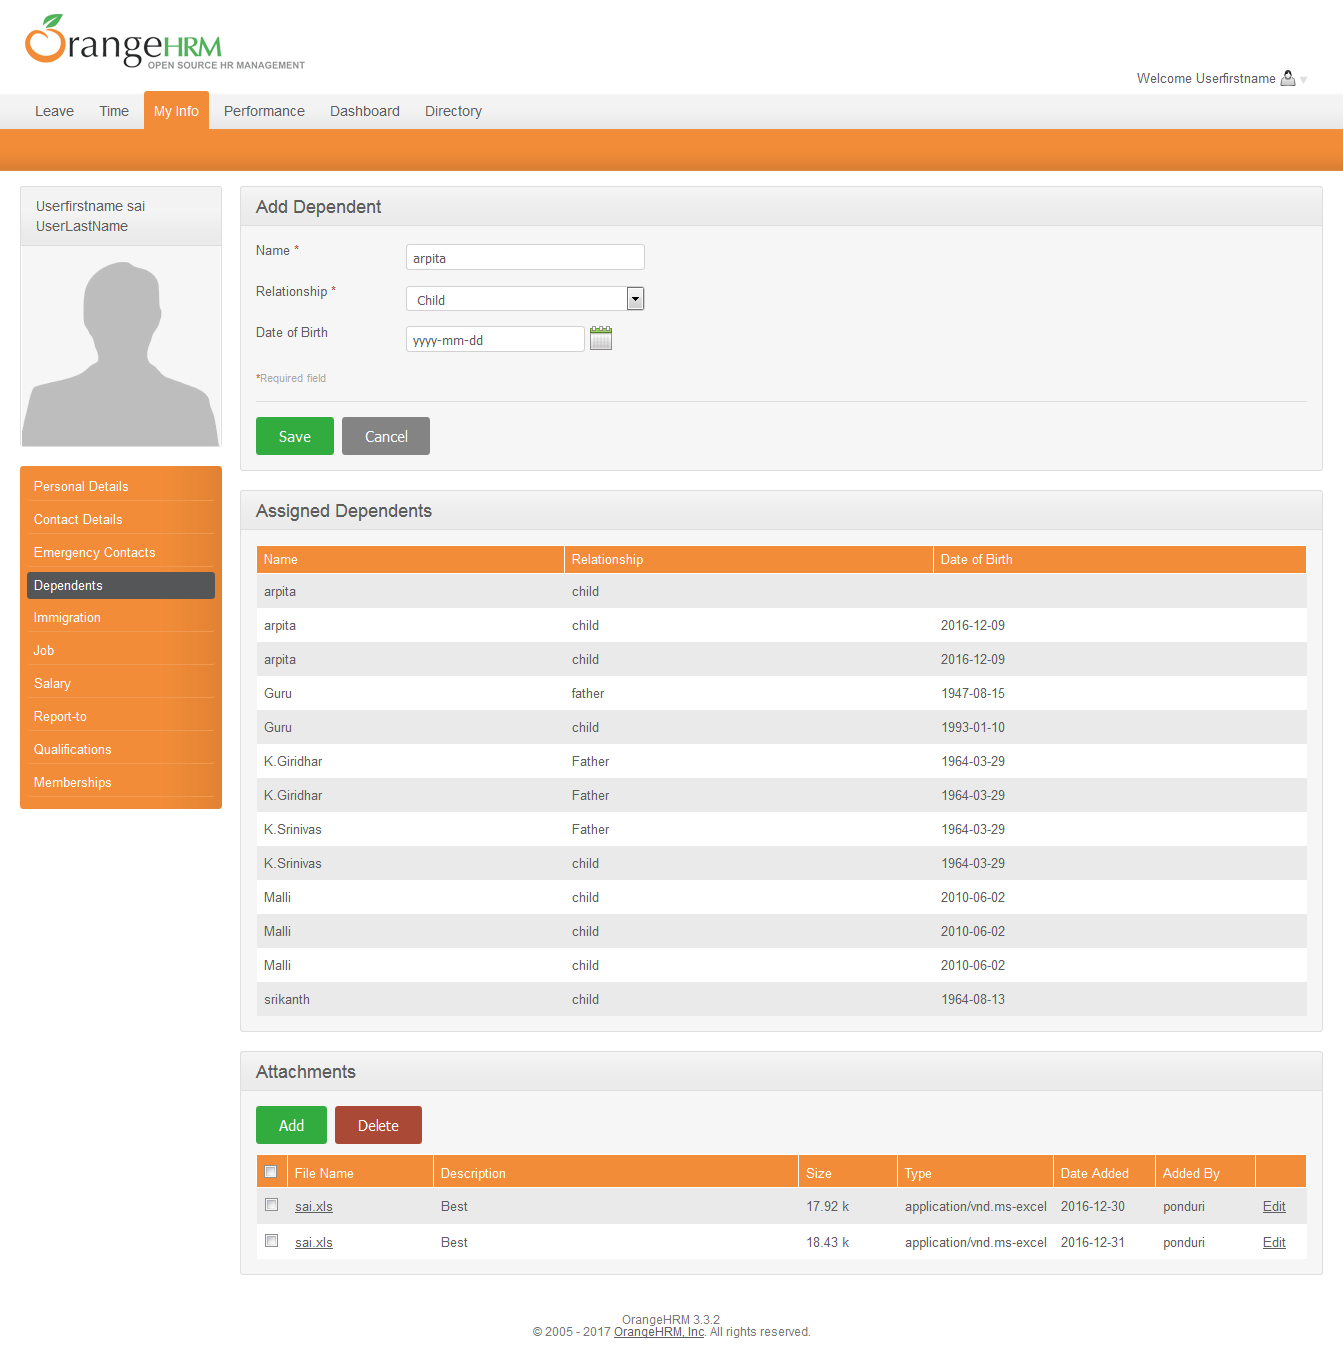 OrangeHRM
OPEN SOURCE HR MANAGEMENT
Welcome Userfirstname
Leave Time My Info Performance Dashboard Directory
Userfirstname sai
UserLastName
Personal Details
Contact Details
Emergency Contacts
Dependents
Immigration
Job
Salary
Report-to
Qualifications
Memberships
Add Dependent
Name * arpita
Relationship * Child
Date of Birth yyyy-mm-dd
*Required field
Save Cancel
Assigned Dependents
Name Relationship Date of Birth
arpita child
arpita child 2016-12-09
arpita child 2016-12-09
Guru father 1947-08-15
Guru child 1993-01-10
K.Giridhar Father 1964-03-29
K.Giridhar Father 1964-03-29
K.Srinivas Father 1964-03-29
K.Srinivas child 1964-03-29
Malli child 2010-06-02
Malli child 2010-06-02
Malli child 2010-06-02
srikanth child 1964-08-13
Attachments
Add Delete
File Name Description Size Type Date Added Added By
sai.xls Best 17.92 k application/vnd.ms-excel 2016-12-30 ponduri Edit
sai.xls Best 18.43 k application/vnd.ms-excel 2016-12-31 ponduri Edit
OrangeHRM 3.3.2
© 2005 - 2017 OrangeHRM, Inc. All rights reserved.